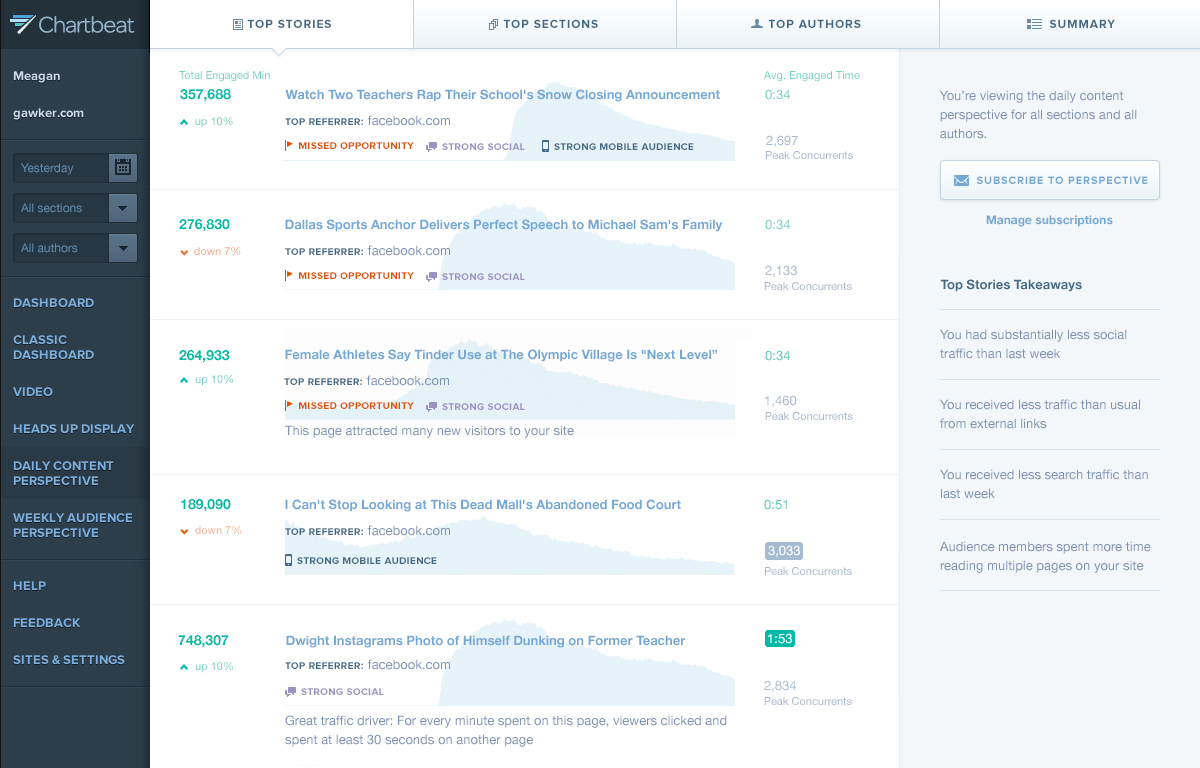 Chartbeat
Meagan
gawker.com
Yesterday
All sections
All authors
DASHBOARD
CLASSIC
DASHBOARD
VIDEO
HEADS UP DISPLAY
DAILY CONTENT
PERSPECTIVE
WEEKLY AUDIENCE
PERSPECTIVE
HELP
FEEDBACK
SITES & SETTINGS
TOP STORIES
TOP SECTIONS
TOP AUTHORS
SUMMARY
Total Engaged Min
357,688
up 10%
Watch Two Teachers Rap Their School's Snow Closing Announcement
TOP REFERRER: facebook.com
MISSED OPPORTUNITY STRONG SOCIAL STRONG MOBILE AUDIENCE
Avg. Engaged Time
0:34
2,697
Peak Concurrents
276,830
down 7%
Dallas Sports Anchor Delivers Perfect Speech to Michael Sam's Family
TOP REFERRER: facebook.com
MISSED OPPORTUNITY STRONG SOCIAL
0:34
2,133
Peak Concurrents
264,933
up 10%
Female Athletes Say Tinder Use at The Olympic Village Is "Next Level”
TOP REFERRER: facebook.com
MISSED OPPORTUNITY STRONG SOCIAL
This page attracted many new visitors to your site
0:34
1,460
Peak Concurrents
189,090
down 7%
I Can't Stop Looking at This Dead Mall's Abandoned Food Court
TOP REFERRER: facebook.com
STRONG MOBILE AUDIENCE
0:51
3,033
Peak Concurrents
748,307
up 10%
Dwight Instagrams Photo of Himself Dunking on Former Teacher
TOP REFERRER: facebook.com
STRONG SOCIAL
Great traffic driver: For every minute spent on this page, viewers clicked and
spent at least 30 seconds on another page
1:53
2,834
Peak Concurrents
You're viewing the daily content
perspective for all sections and all
authors.
SUBSCRIBE TO PERSPECTIVE
Manage subscriptions
Top Stories Takeaways
You had substantially less social
traffic than last week
You received less traffic than usual
from external links
You received less search traffic than
last week
Audience members spent more time
reading multiple pages on your site